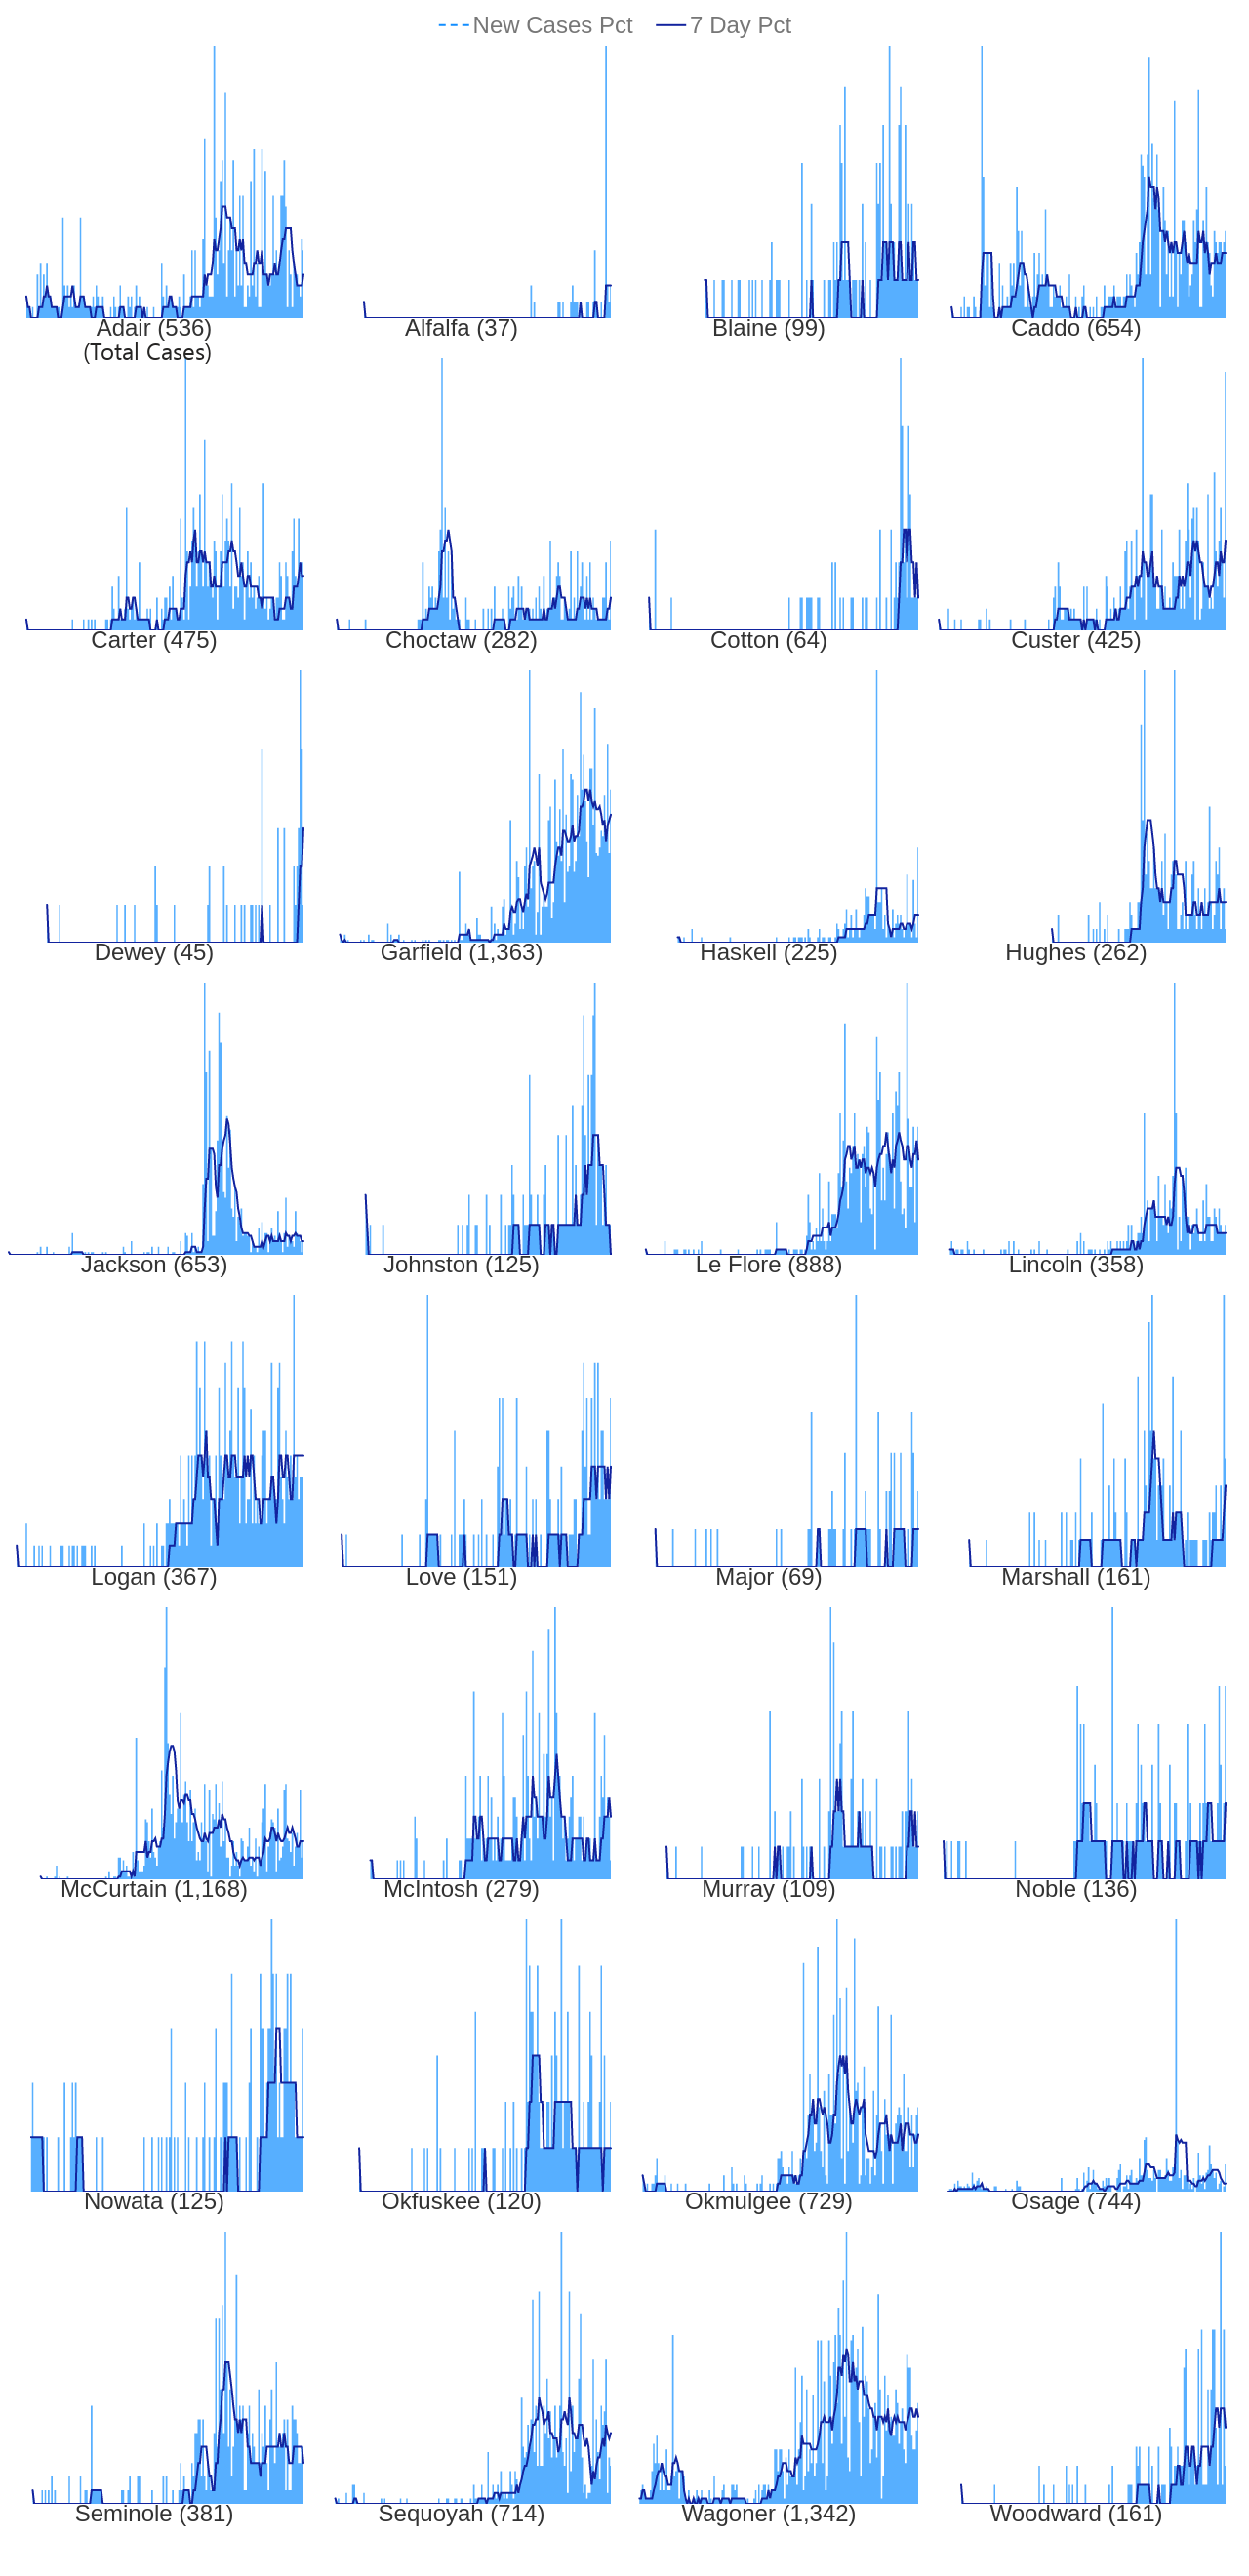 New Cases Pct 7 Day Pct
Adair (536) Alfalfa (37) Blaine (99) Caddo (654)
(Total Cases)
Carter (475) Choctaw (282) Cotton (64) Custer (425)
Dewey (45) Garfield (1,363) Haskell (225) Hughes (262)
Jackson (653) Johnston (125) Le Flore (888) Lincoln (358)
Logan (367) Love (151) Major (69) Marshall (161)
McCurtain (1,168) McIntosh (279) Murray (109) Noble (136)
Nowata (125) Okfuskee (120) Okmulgee (729) Osage (744)
Seminole (381) Sequoyah (714) Wagoner (1,342) Woodward (161)